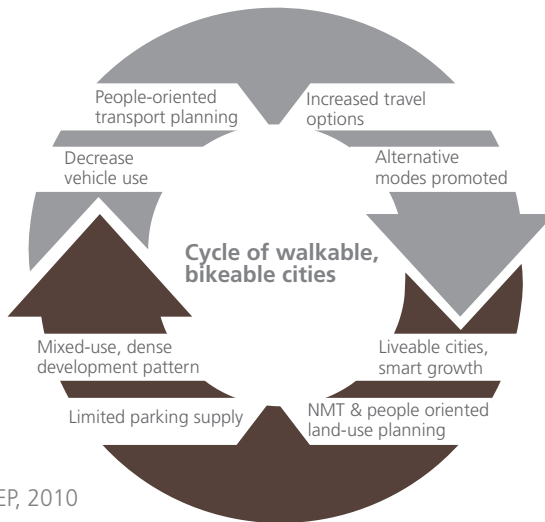 People-oriented
transport planning
Increased travel
options
Decrease
vehicle use
Alternative
modes promoted
Cycle of walkable,
bikeable cities
Mixed-use, dense
development pattern
Liveable cities,
smart growth
Limited parking supply
NMT & people oriented
land-use planning
EP, 2010